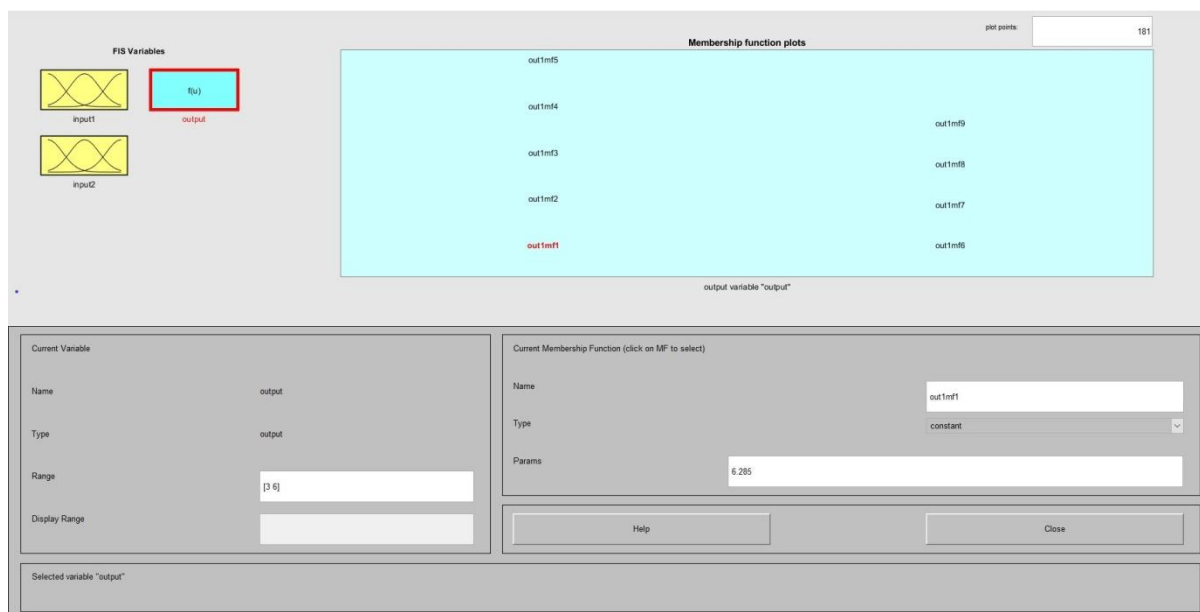 plot points:
181
FIS Variables
Membership function plots
f(u)
input1
output
input2
out1mf5
out1mf4
out1mf3
out1mf2
out1mf1
out1mf9
out1mf8
out1mf7
out1mf6
output variable "output"
Current Variable
Name output
Type output
Range [3 6]
Display Range
Current Membership Function (click on MF to select)
Name out1mf1
Type constant
Params 6.285
Help Close
Selected variable "output"